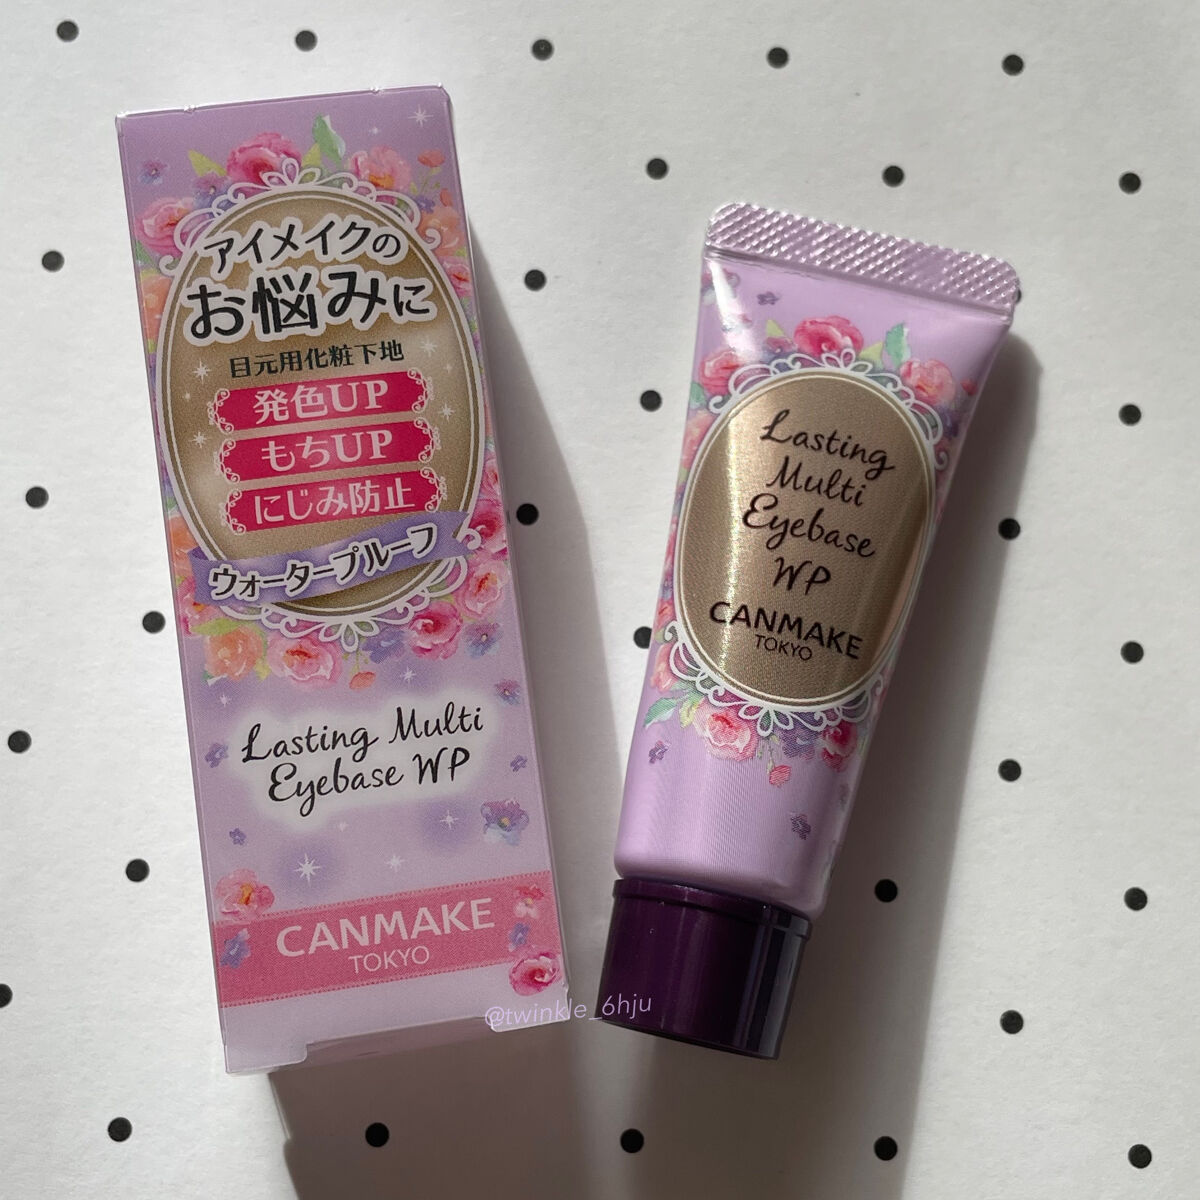 アイメイクの
お悩みに
目元用化粧下地
発色UP
もちUP
にじみ防止
ウォータープルーフ
Lasting Multi
Eyebase WP
CANMAKE
TOKYO
Lasting
Multi
Eyebase
WP
CANMAKE
TOKYO
@twinkle_6hju